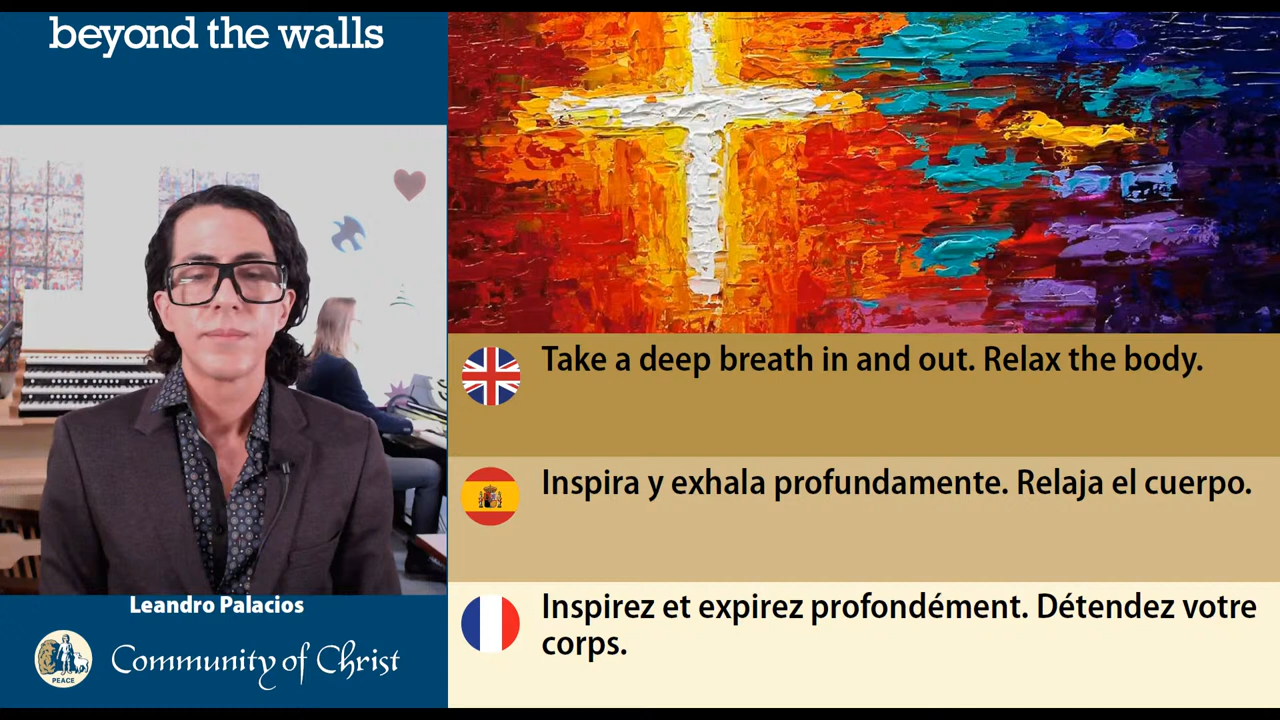 beyond the walls
Leandro Palacios
PEACE
Community of Christ
Take a deep breath in and out. Relax the body.
Inspira y exhala profundamente. Relaja el cuerpo.
Inspirez et expirez profondément. Détendez votre
corps.